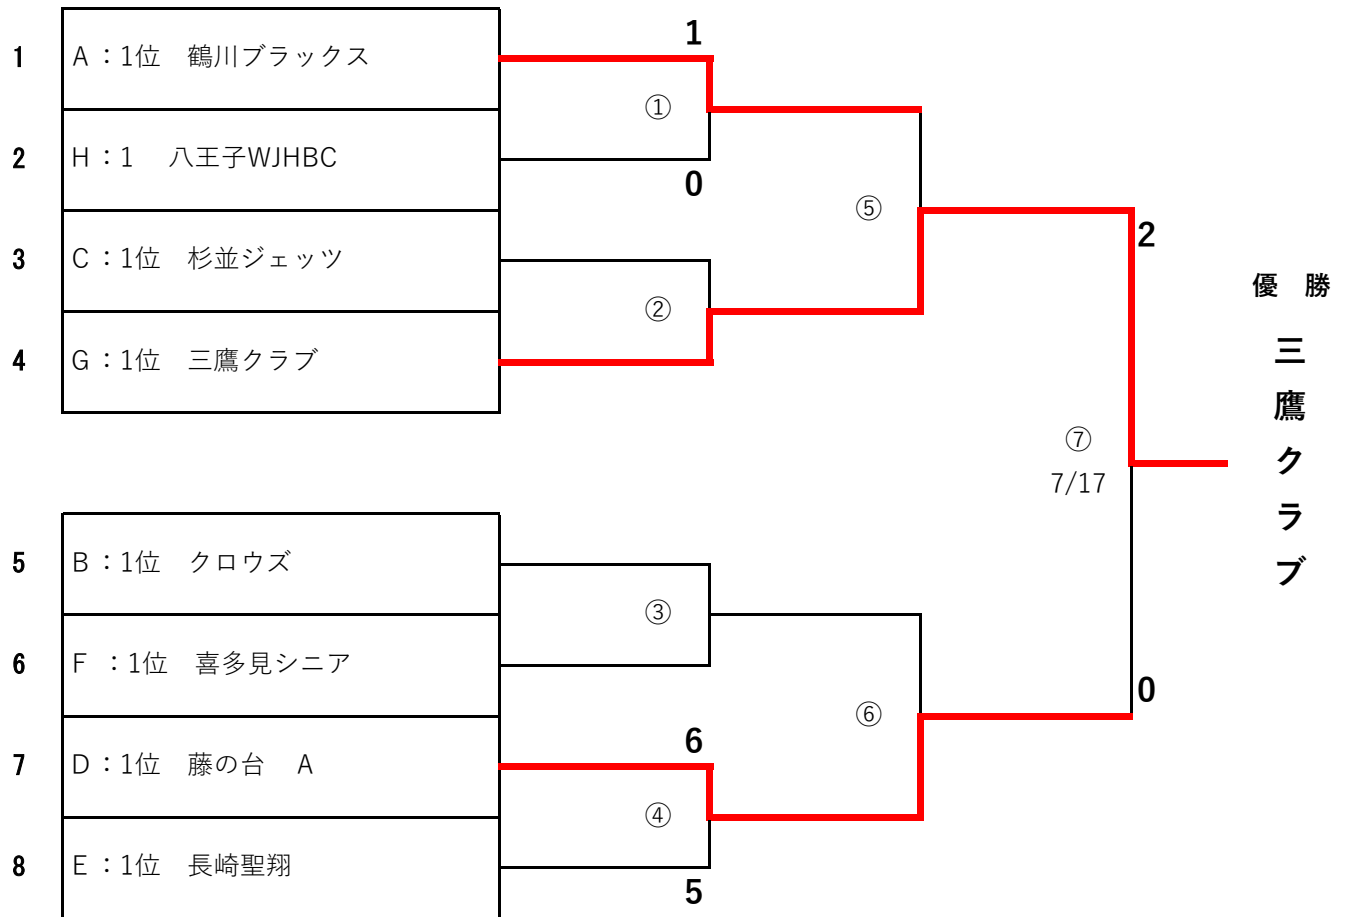 1
1 A：1位　鶴川ブラックス
①
2 H：1　八王子WJHBC
0
⑤
2
3 C：1位　杉並ジェッツ
優　勝
②
4 G：1位　三鷹クラブ
三鷹クラブ
⑦
7/17
5 B：1位　クロウズ
③
6 F ：1位　喜多見シニア
0
⑥
6
7 D：1位　藤の台　A
④
8 E：1位　長崎聖翔
5